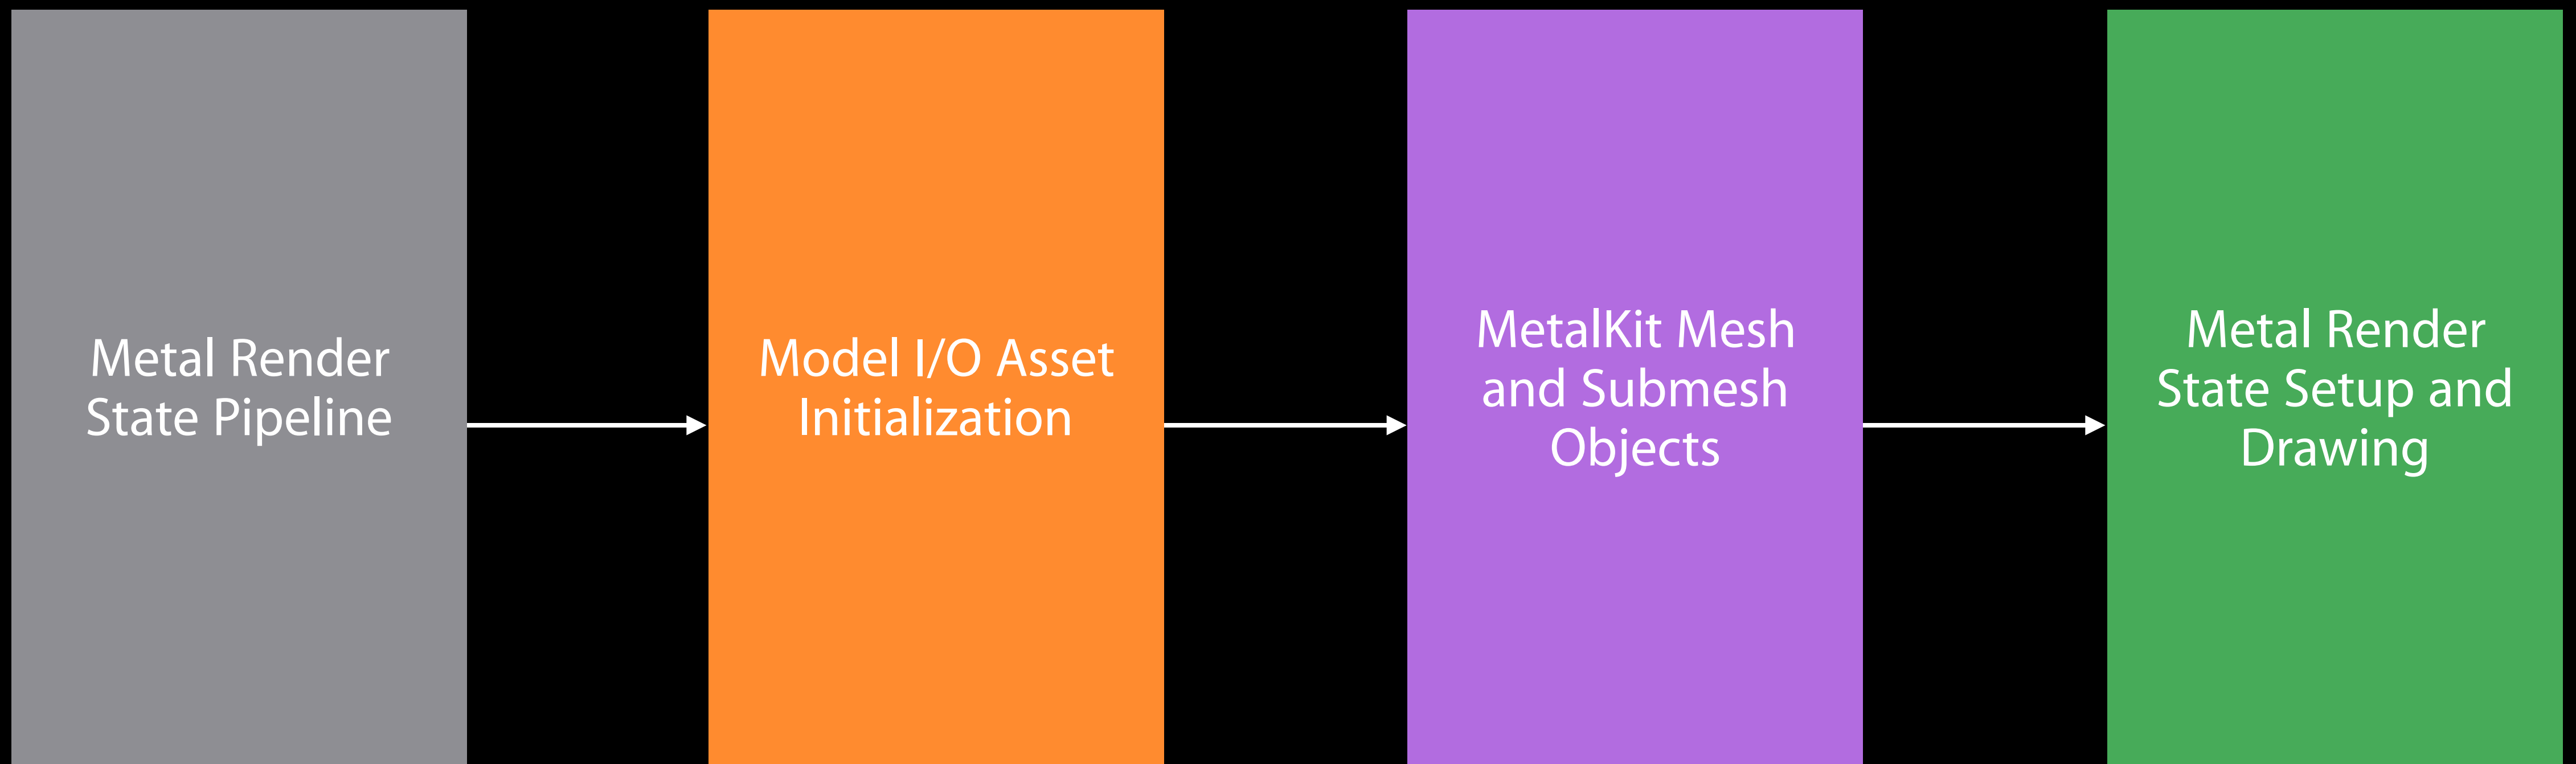 Metal Render
State Pipeline
Model I/O Asset
Initialization
MetalKit Mesh
and Submesh
Objects
Metal Render
State Setup and
Drawing